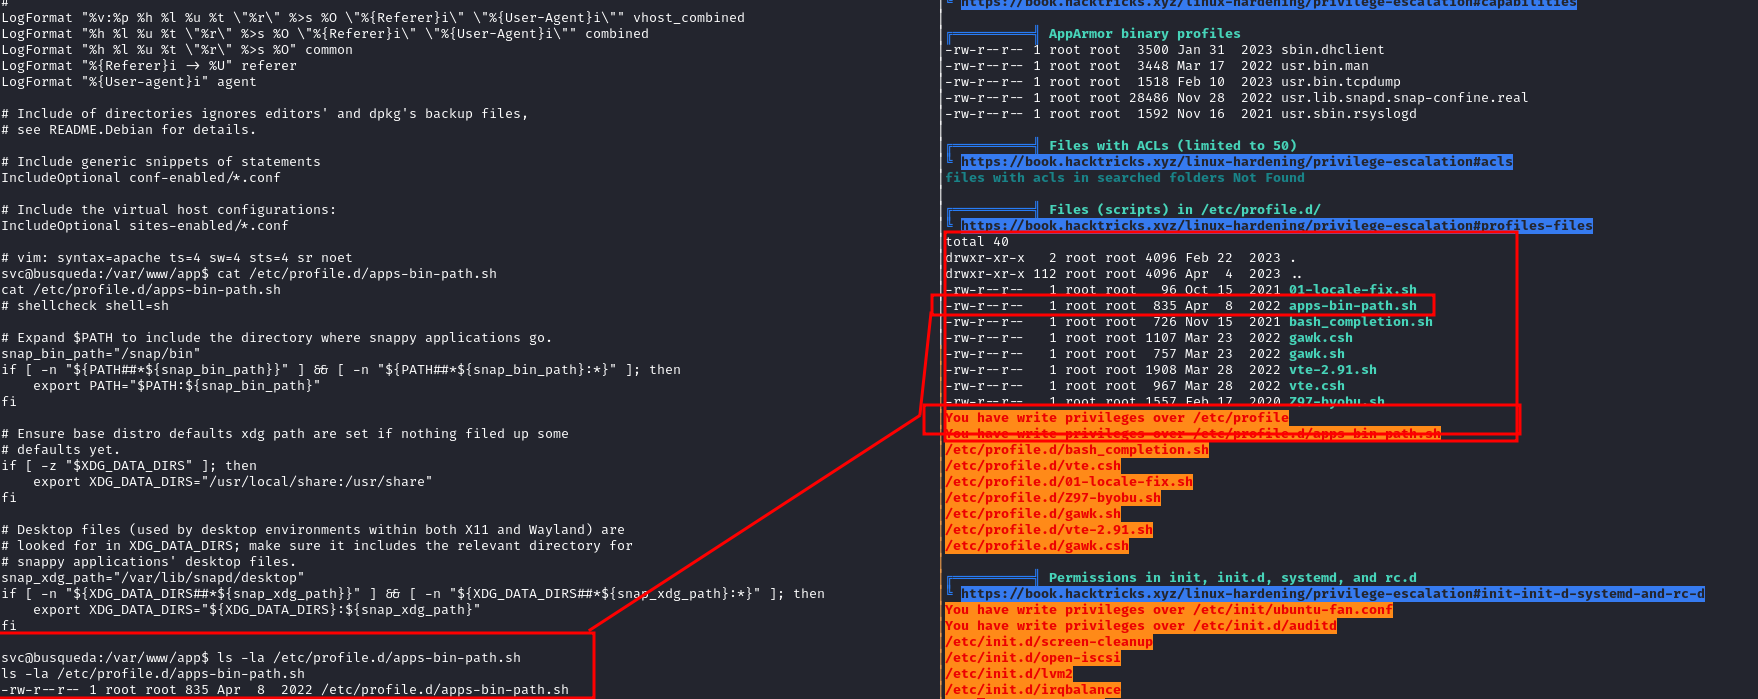 #
LogFormat "%v:%p %h %l %u %t \"%r\" %>s %O \"%{Referer}i\" \"%{User-Agent}i\"" vhost_combined
LogFormat "%h %l %u %t \"%r\" %>s %O \"%{Referer}i\" \"%{User-Agent}i\"" combined
LogFormat "%h %l %u %t \"%r\" %>s %O" common
LogFormat "%{Referer}i -> %U" referer
LogFormat "%{User-agent}i" agent

# Include of directories ignores editors' and dpkg's backup files,
# see README.Debian for details.

# Include generic snippets of statements
IncludeOptional conf-enabled/*.conf

# Include the virtual host configurations:
IncludeOptional sites-enabled/*.conf

# vim: syntax=apache ts=4 sw=4 sts=4 sr noet
svc@busqueda:/var/www/app$ cat /etc/profile.d/apps-bin-path.sh
cat /etc/profile.d/apps-bin-path.sh
# shellcheck shell=sh

# Expand $PATH to include the directory where snappy applications go.
snap_bin_path="/snap/bin"
if [ -n "${PATH##*${snap_bin_path}}" ] && [ -n "${PATH##*${snap_bin_path}:*}" ]; then
    export PATH="$PATH:${snap_bin_path}"
fi

# Ensure base distro defaults xdg path are set if nothing filed up some
# defaults yet.
if [ -z "$XDG_DATA_DIRS" ]; then
    export XDG_DATA_DIRS="/usr/local/share:/usr/share"
fi

# Desktop files (used by desktop environments within both X11 and Wayland) are
# looked for in XDG_DATA_DIRS; make sure it includes the relevant directory for
# snappy applications' desktop files.
snap_xdg_path="/var/lib/snapd/desktop"
if [ -n "${XDG_DATA_DIRS##*${snap_xdg_path}}" ] && [ -n "${XDG_DATA_DIRS##*${snap_xdg_path}:*}" ]; then
    export XDG_DATA_DIRS="${XDG_DATA_DIRS}:${snap_xdg_path}"
fi

svc@busqueda:/var/www/app$ ls -la /etc/profile.d/apps-bin-path.sh
ls -la /etc/profile.d/apps-bin-path.sh
-rw-r--r-- 1 root root 835 Apr  8  2022 /etc/profile.d/apps-bin-path.sh
https://book.hacktricks.xyz/linux-hardening/privilege-escalation#capabilities

AppArmor binary profiles
-rw-r--r-- 1 root root  3500 Jan 31  2023 sbin.dhclient
-rw-r--r-- 1 root root  3448 Mar 17  2022 usr.bin.man
-rw-r--r-- 1 root root  1518 Feb 10  2023 usr.bin.tcpdump
-rw-r--r-- 1 root root 28486 Nov 28  2022 usr.lib.snapd.snap-confine.real
-rw-r--r-- 1 root root  1592 Nov 16  2021 usr.sbin.rsyslogd

Files with ACLs (limited to 50)
https://book.hacktricks.xyz/linux-hardening/privilege-escalation#acls
files with acls in searched folders Not Found

Files (scripts) in /etc/profile.d/
https://book.hacktricks.xyz/linux-hardening/privilege-escalation#profiles-files
total 40
drwxr-xr-x   2 root root 4096 Feb 22  2023 .
drwxr-xr-x 112 root root 4096 Apr  4  2023 ..
-rw-r--r--   1 root root   96 Oct 15  2021 01-locale-fix.sh
-rw-r--r--   1 root root  835 Apr  8  2022 apps-bin-path.sh
-rw-r--r--   1 root root  726 Nov 15  2021 bash_completion.sh
-rw-r--r--   1 root root 1107 Mar 23  2022 gawk.csh
-rw-r--r--   1 root root  757 Mar 23  2022 gawk.sh
-rw-r--r--   1 root root 1908 Mar 28  2022 vte-2.91.sh
-rw-r--r--   1 root root  967 Mar 28  2022 vte.csh
-rw-r--r--   1 root root 1557 Feb 17  2020 Z97-byobu.sh
You have write privileges over /etc/profile
You have write privileges over /etc/profile.d/apps-bin-path.sh
/etc/profile.d/bash_completion.sh
/etc/profile.d/vte.csh
/etc/profile.d/01-locale-fix.sh
/etc/profile.d/Z97-byobu.sh
/etc/profile.d/gawk.sh
/etc/profile.d/vte-2.91.sh
/etc/profile.d/gawk.csh

Permissions in init, init.d, systemd, and rc.d
https://book.hacktricks.xyz/linux-hardening/privilege-escalation#init-init-d-systemd-and-rc-d
You have write privileges over /etc/init/ubuntu-fan.conf
You have write privileges over /etc/init.d/auditd
/etc/init.d/screen-cleanup
/etc/init.d/open-iscsi
/etc/init.d/lvm2
/etc/init.d/irqbalance